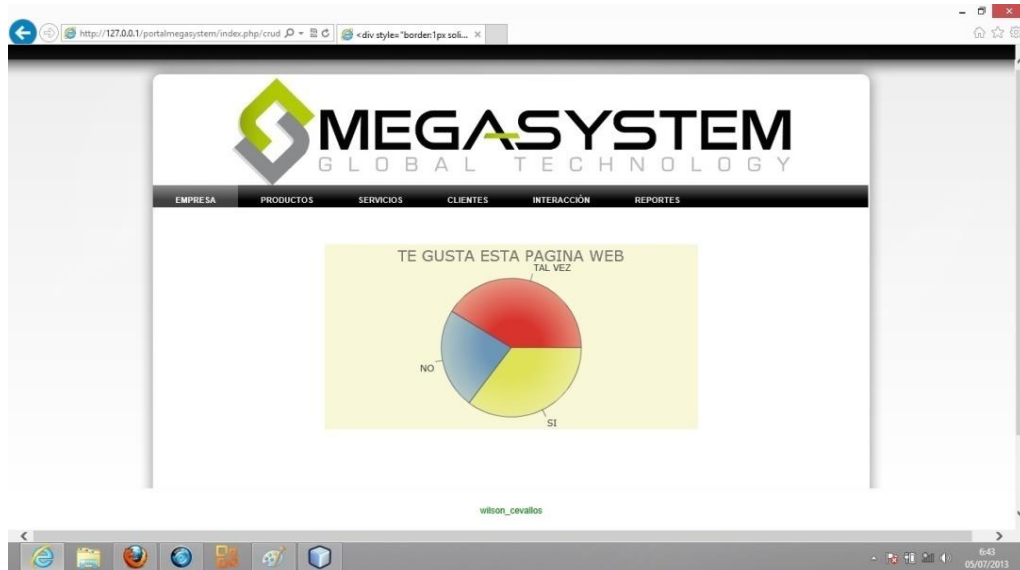 http://127.0.0.1/portalmegasystem/index.php/crud
<div style="border:1px soli...
MEGASYSTEM
GLOBAL TECHNOLOGY
EMPRESA PRODUCTOS SERVICIOS CLIENTES INTERACCIÓN REPORTES
TE GUSTA ESTA PAGINA WEB
TAL VEZ
NO
SI
wilson_cevallos
6:43
05/07/2013